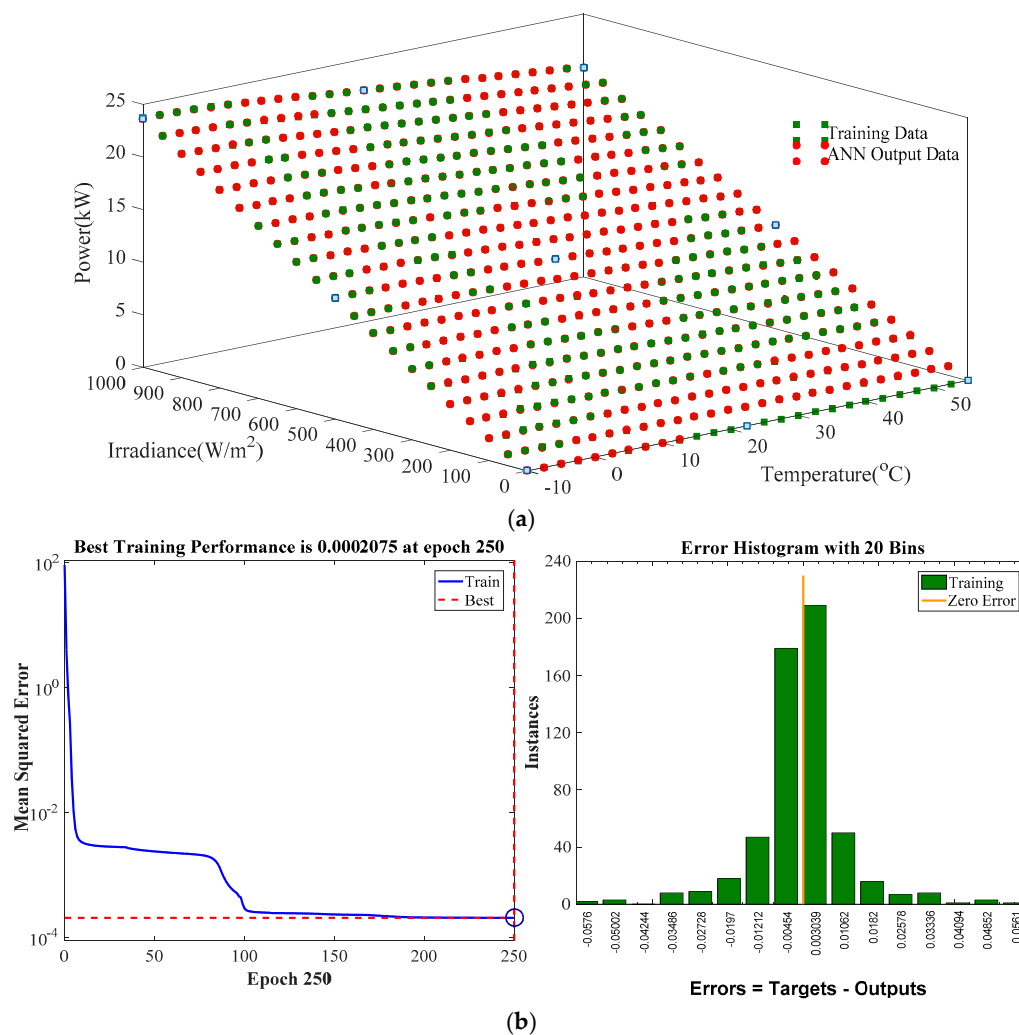 25
20
15
10
5
0
Power(kW)
Training Data
ANN Output Data
1000
900
800
700
600
500
400
300
200
100
0
Irradiance(W/m2)
-10
0
10
20
30
40
50
Temperature(oC)
(a)
Best Training Performance is 0.0002075 at epoch 250
Train
Best
10^2
10^0
10^-2
10^-4
Mean Squared Error
0 50 100 150 200 250
Epoch 250
Error Histogram with 20 Bins
Training
Zero Error
240
200
160
120
80
40
0
Instances
-0.0576
-0.05002
-0.04244
-0.03486
-0.02728
-0.0197
-0.01212
-0.00454
0.003039
0.01062
0.0182
0.02578
0.03336
0.04094
0.04852
0.0561
Errors = Targets - Outputs
(b)